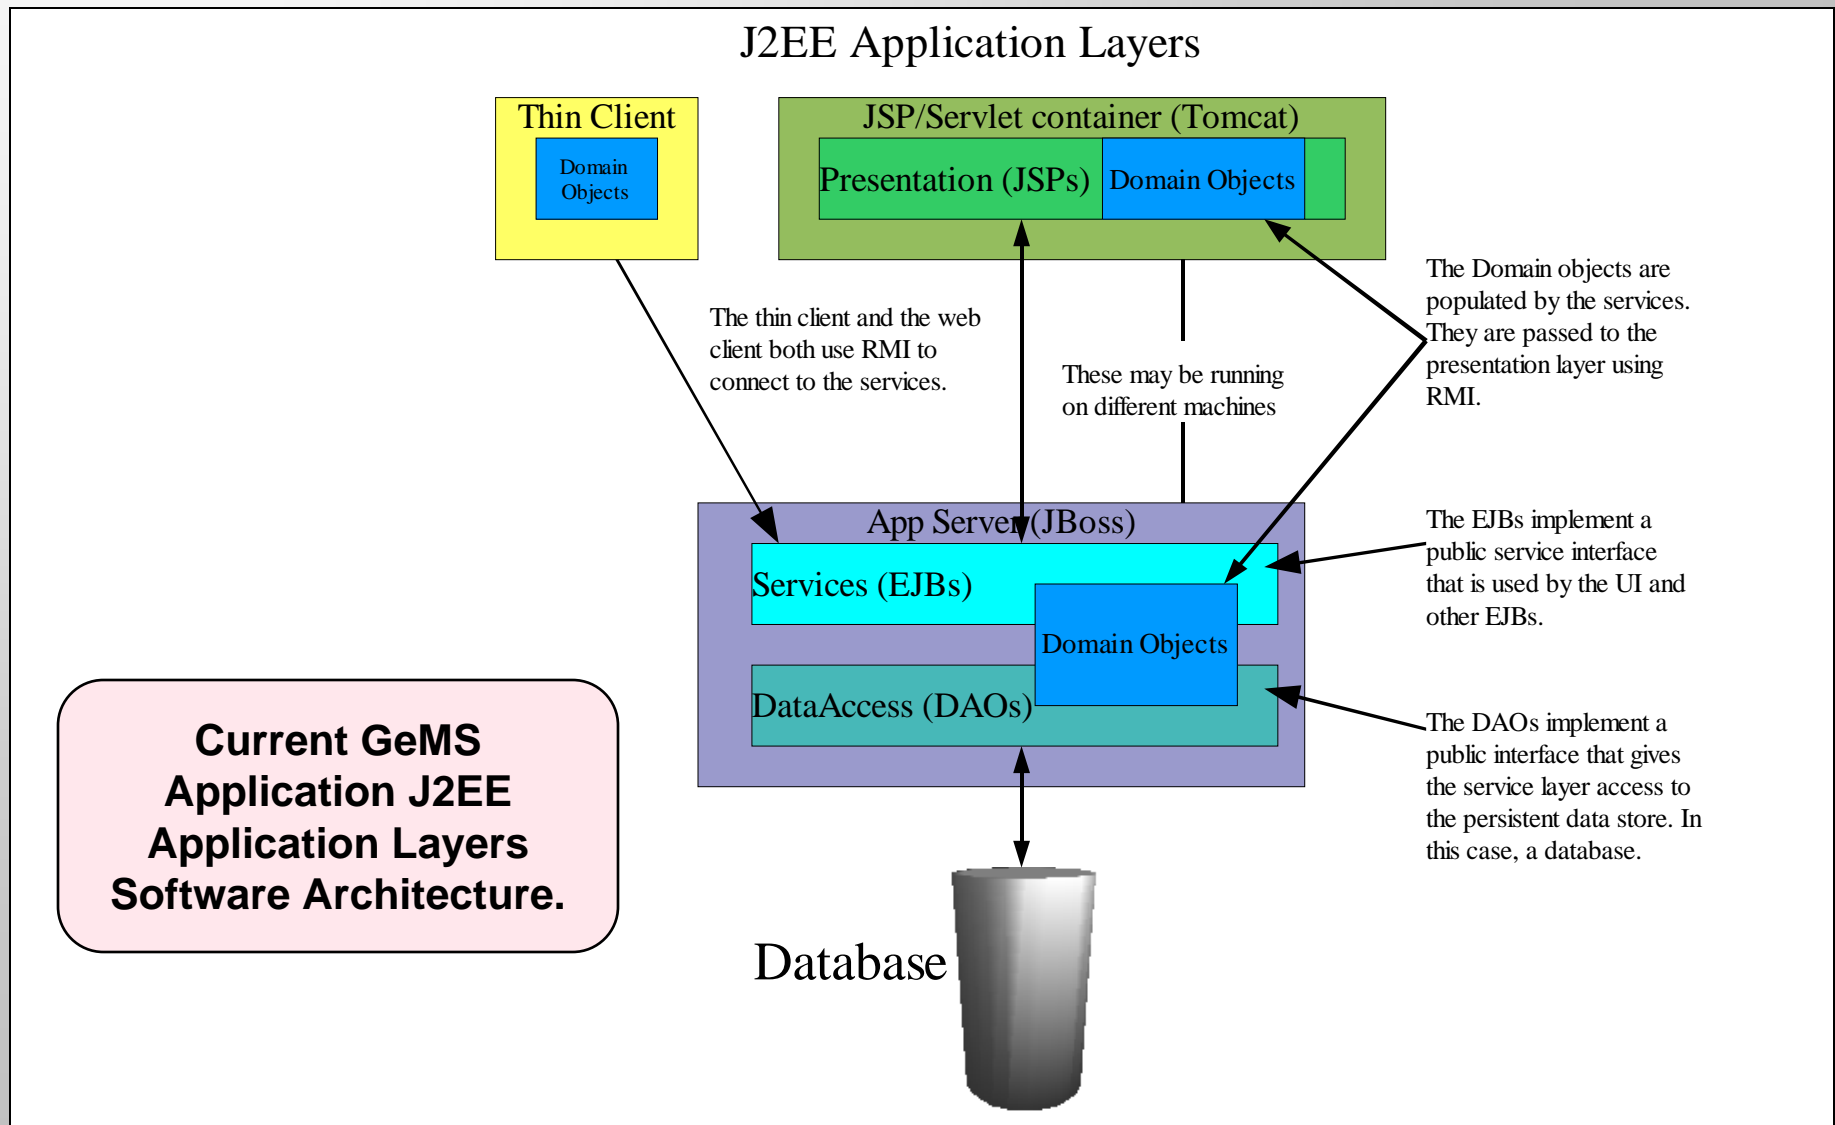 J2EE Application Layers
Thin Client
Domain
Objects
JSP/Servlet container (Tomcat)
Presentation (JSPs)
Domain Objects
The thin client and the web
client both use RMI to
connect to the services.
These may be running
on different machines
The Domain objects are
populated by the services.
They are passed to the
presentation layer using
RMI.
App Server (JBoss)
Services (EJBs)
Domain Objects
DataAccess (DAOs)
The EJBs implement a
public service interface
that is used by the UI and
other EJBs.
The DAOs implement a
public interface that gives
the service layer access to
the persistent data store. In
this case, a database.
Current GeMS
Application J2EE
Application Layers
Software Architecture.
Database